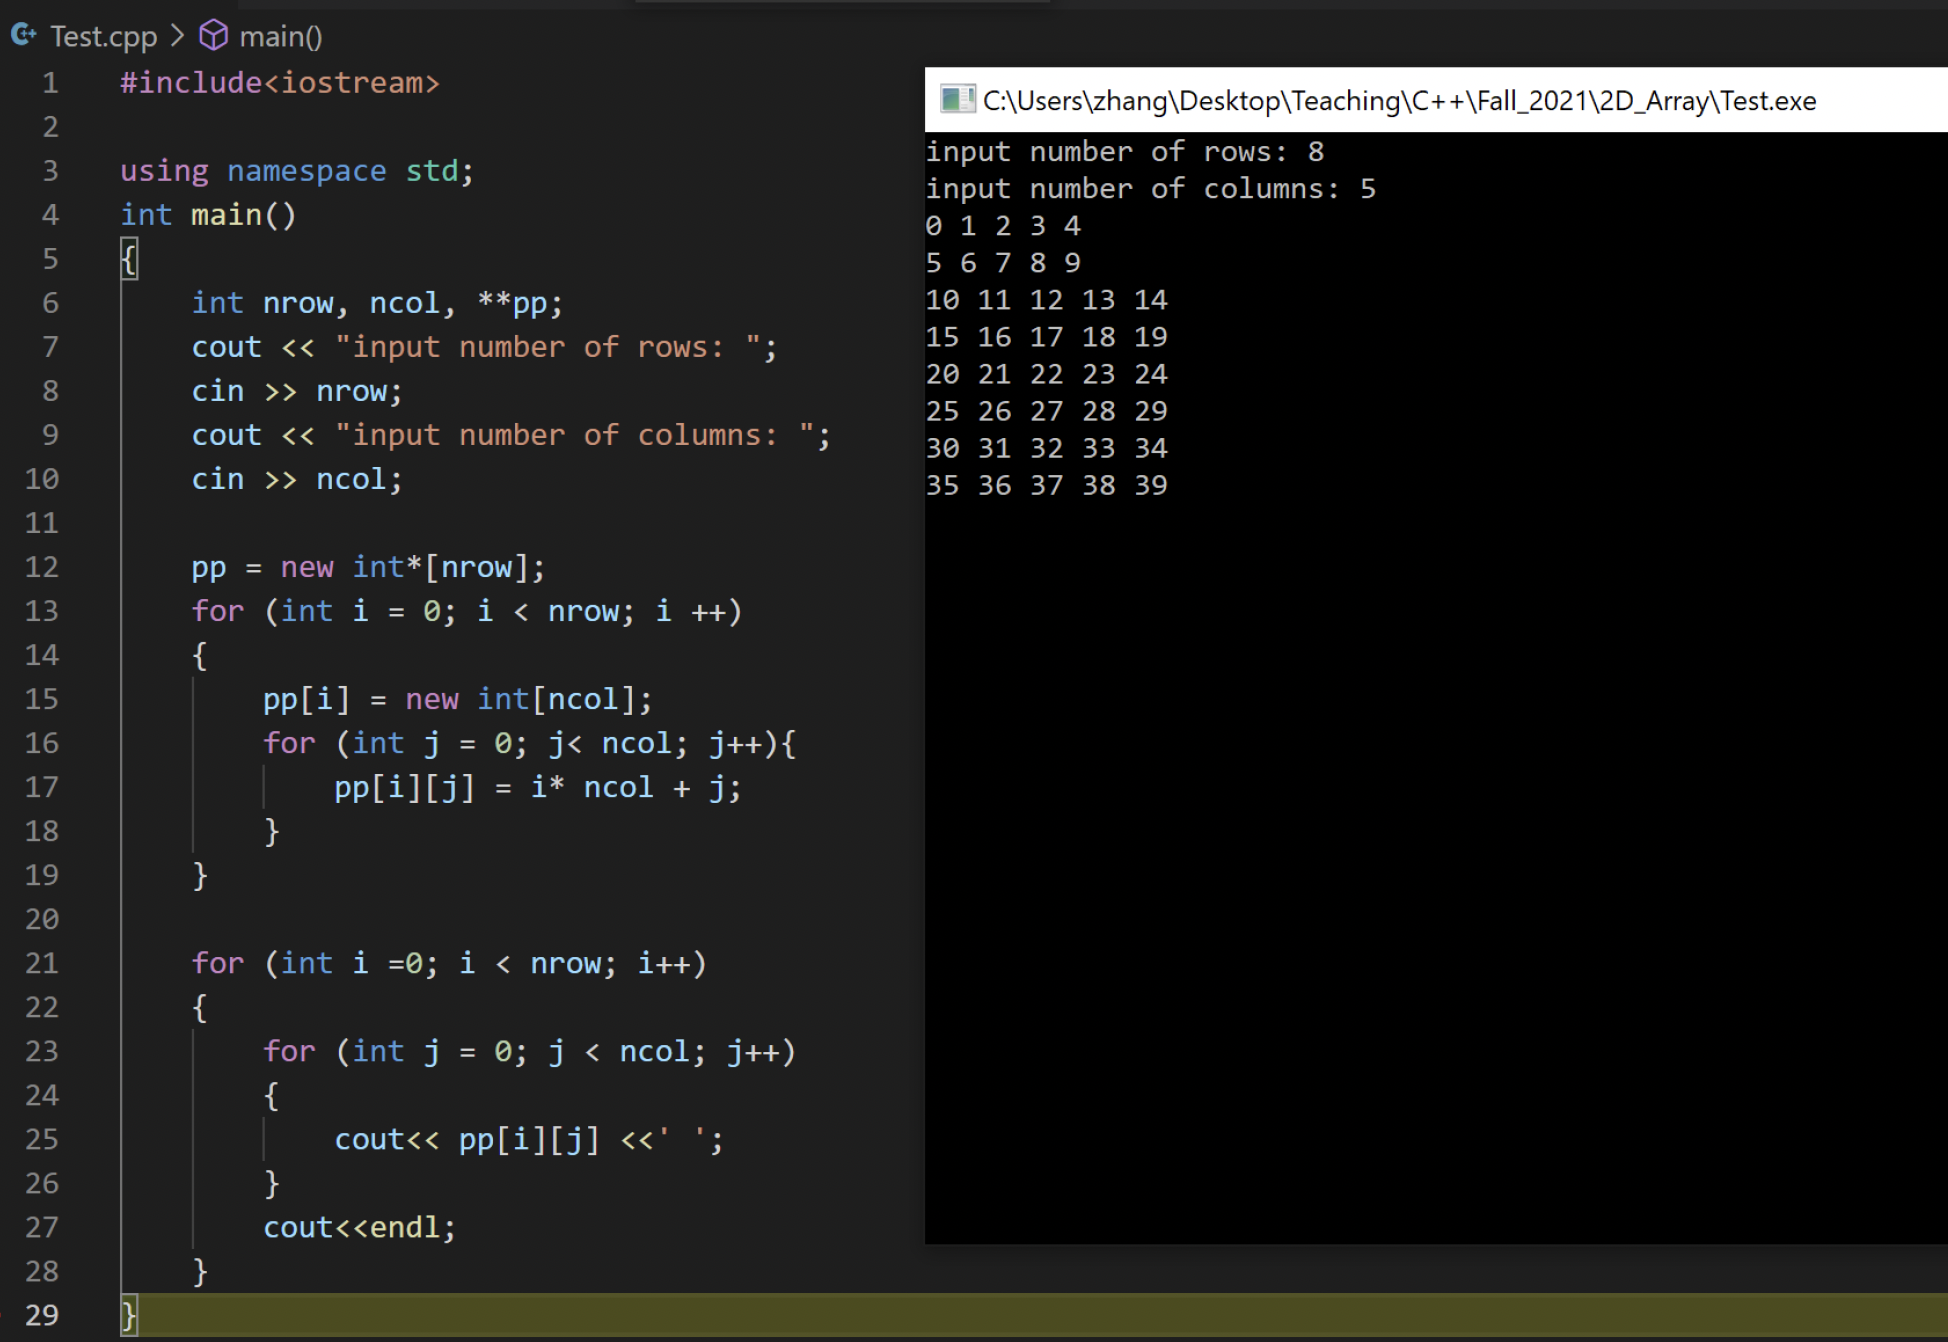 Test.cpp > main()
1 #include<iostream>
2
3 using namespace std;
4 int main()
5 {
6     int nrow, ncol, **pp;
7     cout << "input number of rows: ";
8     cin >> nrow;
9     cout << "input number of columns: ";
10     cin >> ncol;
11
12     pp = new int*[nrow];
13     for (int i = 0; i < nrow; i ++)
14     {
15         pp[i] = new int[ncol];
16         for (int j = 0; j< ncol; j++){
17             pp[i][j] = i* ncol + j;
18         }
19     }
20
21     for (int i =0; i < nrow; i++)
22     {
23         for (int j = 0; j < ncol; j++)
24         {
25             cout<< pp[i][j] <<' ';
26         }
27         cout<<endl;
28     }
29 }
C:\Users\zhang\Desktop\Teaching\C++\Fall_2021\2D_Array\Test.exe
input number of rows: 8
input number of columns: 5
0 1 2 3 4
5 6 7 8 9
10 11 12 13 14
15 16 17 18 19
20 21 22 23 24
25 26 27 28 29
30 31 32 33 34
35 36 37 38 39